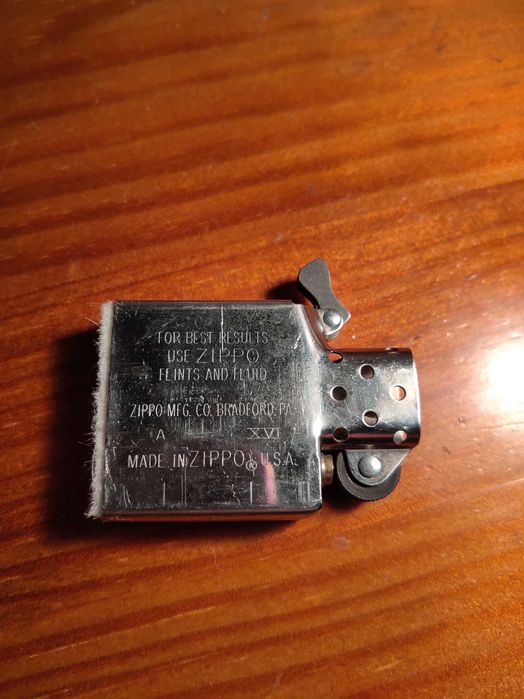 FOR BEST RESULTS
USE ZIPPO
FLINTS AND FLUID
ZIPPO MFG. CO. BRADFORD, PA.
A XVI
MADE IN ZIPPO® U.S.A.